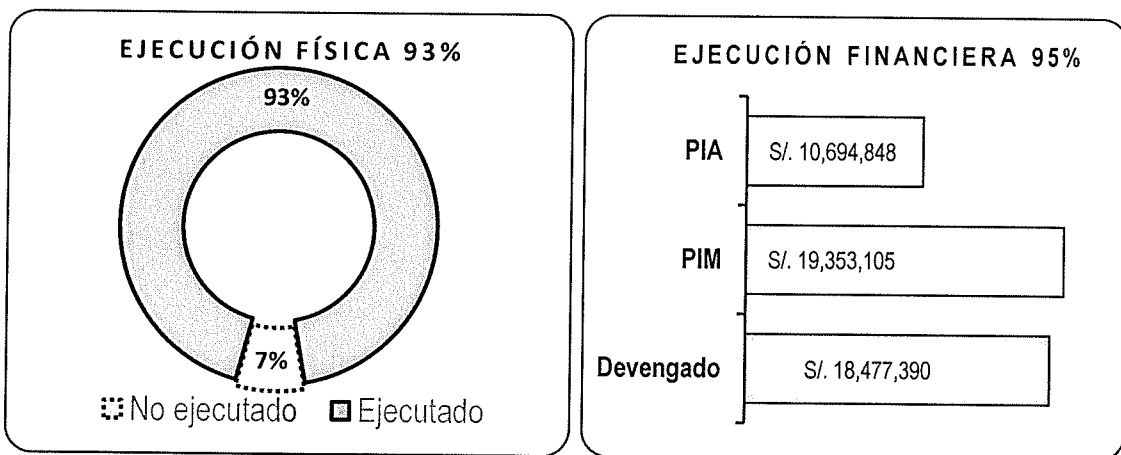 EJECUCIÓN FÍSICA 93%
93%
7%
No ejecutado Ejecutado
EJECUCIÓN FINANCIERA 95%
PIA S/. 10,694,848
PIM S/. 19,353,105
Devengado S/. 18,477,390